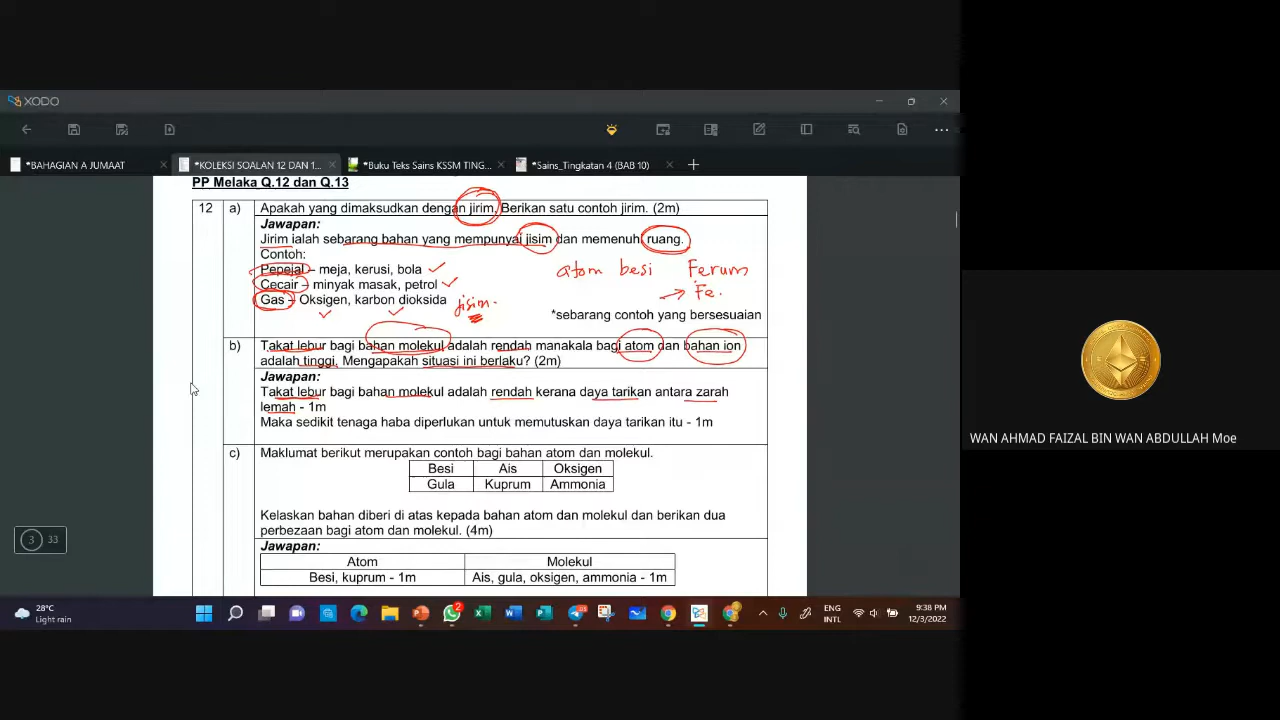 XODO
*BAHAGIAN A JUMAAT
*KOLEKSI SOALAN 12 DAN 1...
*Buku Teks Sains KSSM TING...
*Sains_Tingkatan 4 (BAB 10)
PP Melaka Q.12 dan Q.13
12 a) Apakah yang dimaksudkan dengan jirim. Berikan satu contoh jirim. (2m)
Jawapan:
Jirim ialah sebarang bahan yang mempunyai jisim dan memenuhi ruang.
Contoh:
Pepejal – meja, kerusi, bola
atom besi Ferum
Cecair – minyak masak, petrol
→ Fe.
Gas – Oksigen, karbon dioksida
jisim.
*sebarang contoh yang bersesuaian
b) Takat lebur bagi bahan molekul adalah rendah manakala bagi atom dan bahan ion
adalah tinggi. Mengapakah situasi ini berlaku? (2m)
Jawapan:
Takat lebur bagi bahan molekul adalah rendah kerana daya tarikan antara zarah
lemah - 1m
Maka sedikit tenaga haba diperlukan untuk memutuskan daya tarikan itu - 1m
c) Maklumat berikut merupakan contoh bagi bahan atom dan molekul.
Besi Ais Oksigen
Gula Kuprum Ammonia
Kelaskan bahan diberi di atas kepada bahan atom dan molekul dan berikan dua
perbezaan bagi atom dan molekul. (4m)
Jawapan:
Atom Molekul
Besi, kuprum - 1m Ais, gula, oksigen, ammonia - 1m
3 33
WAN AHMAD FAIZAL BIN WAN ABDULLAH Moe
28°C
Light rain
2
ENG
INTL
9:38 PM
12/3/2022